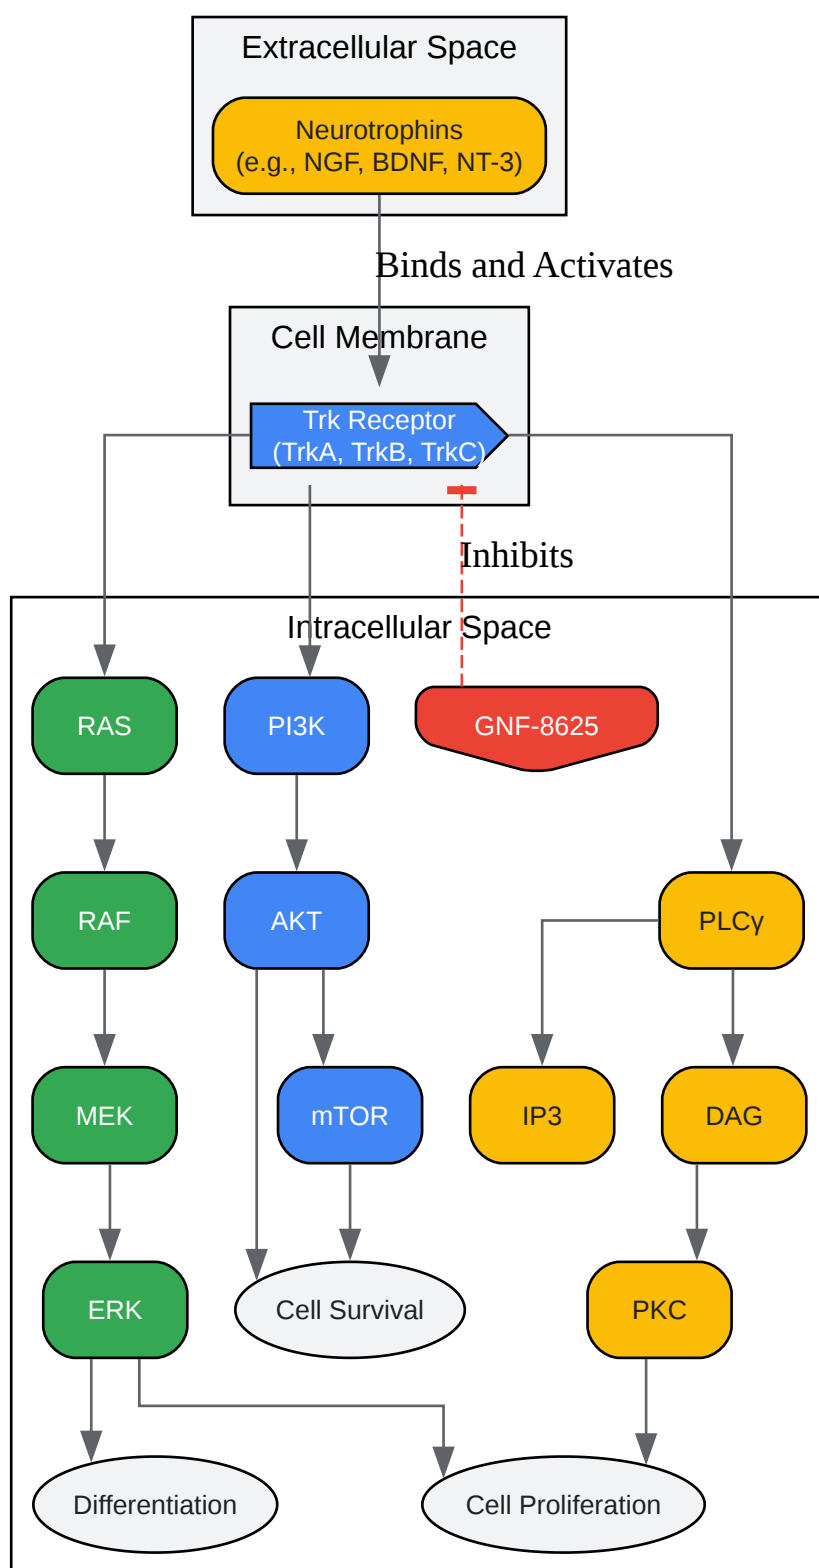 Extracellular Space
Neurotrophins
(e.g., NGF, BDNF, NT-3)
Binds and Activates
Cell Membrane
Trk Receptor
(TrkA, TrkB, TrkC)
Inhibits
Intracellular Space
RAS
PI3K
GNF-8625
RAF
AKT
PLCγ
MEK
mTOR
IP3
DAG
ERK
Cell Survival
PKC
Differentiation
Cell Proliferation